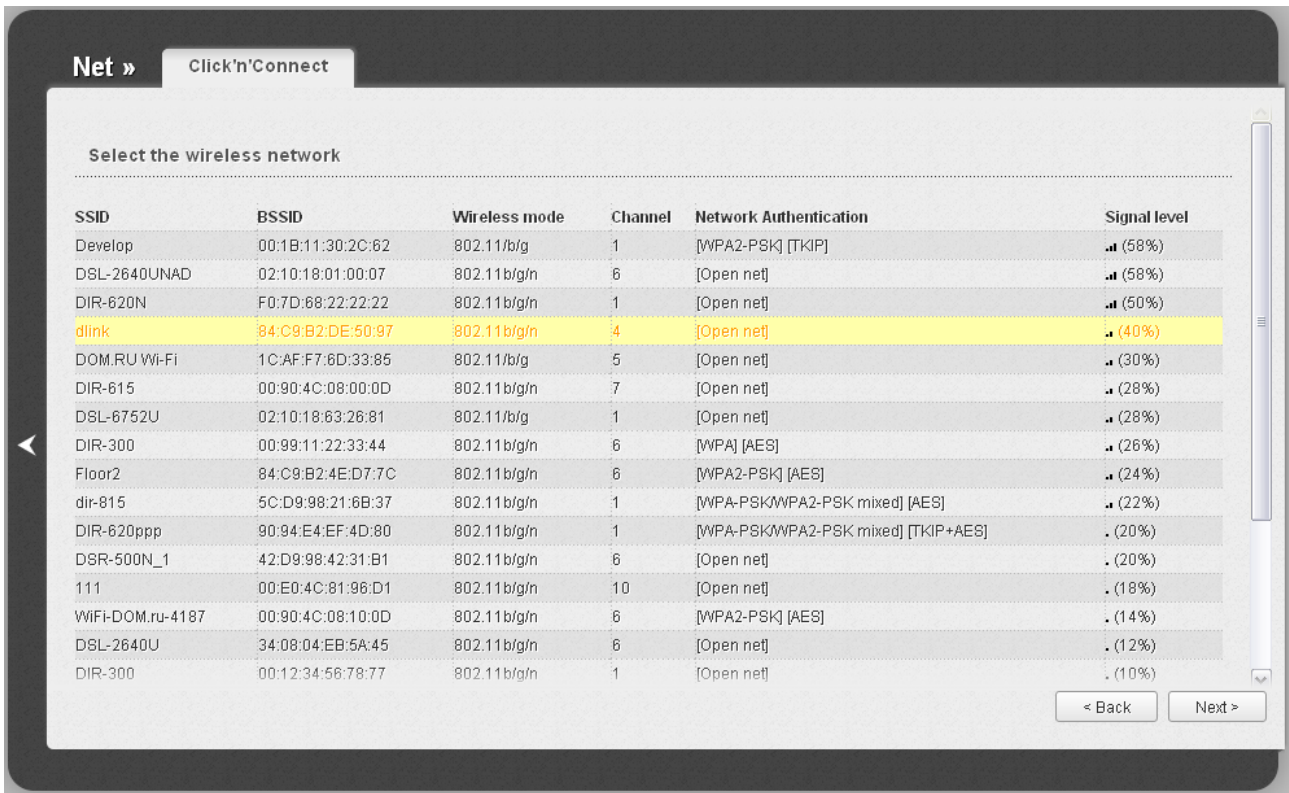 Net » Click'n'Connect
Select the wireless network
SSID BSSID Wireless mode Channel Network Authentication Signal level
Develop 00:1B:11:30:2C:62 802.11/b/g 1 [WPA2-PSK] [TKIP] (58%)
DSL-2640UNAD 02:10:18:01:00:07 802.11b/g/n 6 [Open net] (58%)
DIR-620N F0:7D:68:22:22:22 802.11b/g/n 1 [Open net] (50%)
dlink 84:C9:B2:DE:50:97 802.11b/g/n 4 [Open net] (40%)
DOM.RU Wi-Fi 1C:AF:F7:6D:33:85 802.11/b/g 5 [Open net] (30%)
DIR-615 00:90:4C:08:00:0D 802.11b/g/n 7 [Open net] (28%)
DSL-6752U 02:10:18:63:26:81 802.11/b/g 1 [Open net] (28%)
DIR-300 00:99:11:22:33:44 802.11b/g/n 6 [WPA] [AES] (26%)
Floor2 84:C9:B2:4E:D7:7C 802.11b/g/n 6 [WPA2-PSK] [AES] (24%)
dir-815 5C:D9:98:21:6B:37 802.11b/g/n 1 [WPA-PSK/WPA2-PSK mixed] [AES] (22%)
DIR-620ppp 90:94:E4:EF:4D:80 802.11b/g/n 1 [WPA-PSK/WPA2-PSK mixed] [TKIP+AES] (20%)
DSR-500N_1 42:D9:98:42:31:B1 802.11b/g/n 6 [Open net] (20%)
111 00:E0:4C:81:96:D1 802.11b/g/n 10 [Open net] (18%)
WiFi-DOM.ru-4187 00:90:4C:08:10:0D 802.11b/g/n 6 [WPA2-PSK] [AES] (14%)
DSL-2640U 34:08:04:EB:5A:45 802.11b/g/n 6 [Open net] (12%)
DIR-300 00:12:34:56:78:77 802.11b/g/n 1 [Open net] (10%)
< Back Next >